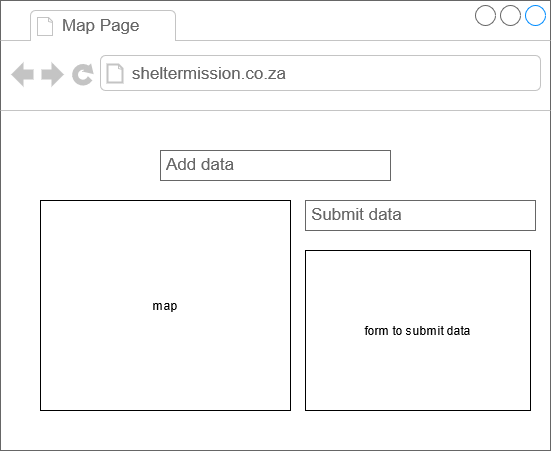 Map Page
sheltermission.co.za
Add data
Submit data
map
form to submit data